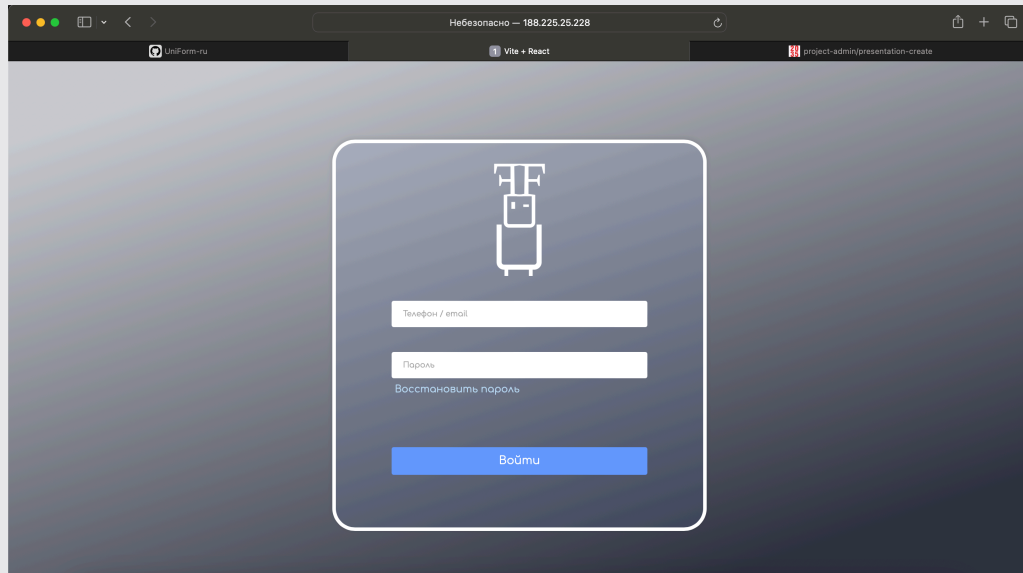 Небезопасно — 188.225.25.228
UniForm-ru
1 Vite + React
project-admin/presentation-create
Телефон / email
Пароль
Восстановить пароль
Войти